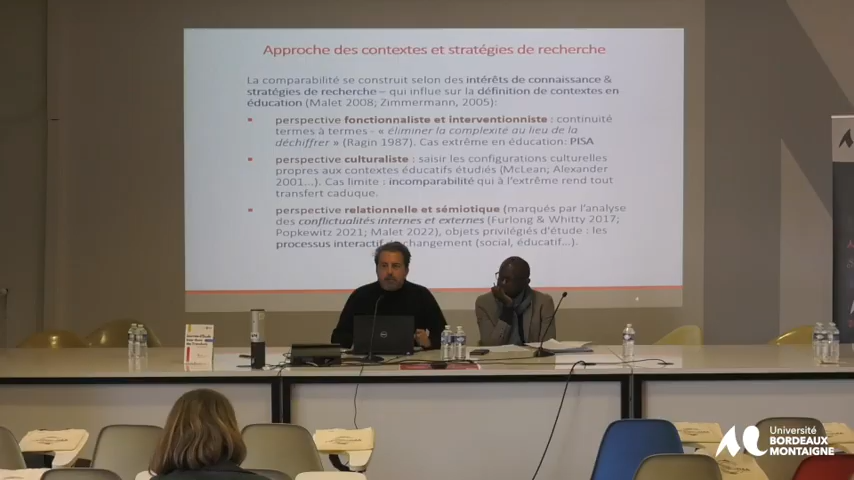 Approche des contextes et stratégies de recherche
La comparabilité se construit selon des intérêts de connaissance &
stratégies de recherche – qui influe sur la définition de contextes en
éducation (Malet 2008; Zimmermann, 2005):
perspective fonctionnaliste et interventionniste : continuité
termes à termes - « éliminer la complexité au lieu de la
déchiffrer » (Ragin 1987). Cas extrême en éducation: PISA
perspective culturaliste : saisir les configurations culturelles
propres aux contextes éducatifs étudiés (McLean; Alexander
2001...). Cas limite : incomparabilité qui à l'extrême rend tout
transfert caduque.
perspective relationnelle et sémiotique (marqués par l'analyse
des conflictualités internes et externes (Furlong & Whitty 2017;
Popkewitz 2021; Malet 2022), objets privilégiés d'étude : les
processus interactif changement (social, éducatif...).
DELL
Université
BORDEAUX
MONTAIGNE